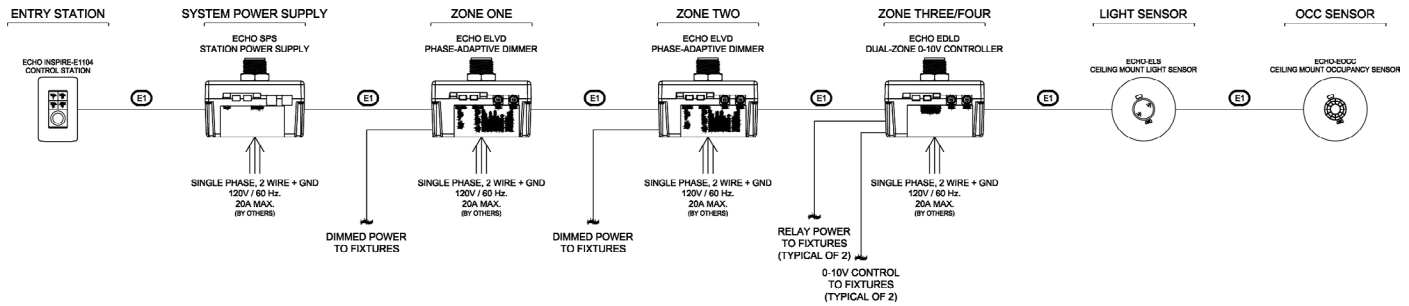 ENTRY STATION
SYSTEM POWER SUPPLY
ZONE ONE
ZONE TWO
ZONE THREE/FOUR
LIGHT SENSOR
OCC SENSOR
ECHO INSPIRE-E1104
CONTROL STATION
ECHO SPS
STATION POWER SUPPLY
ECHO ELVD
PHASE-ADAPTIVE DIMMER
ECHO ELVD
PHASE-ADAPTIVE DIMMER
ECHO EDLD
DUAL-ZONE 0-10V CONTROLLER
ECHO-ELS
CEILING MOUNT LIGHT SENSOR
ECHO-EOCC
CEILING MOUNT OCCUPANCY SENSOR
E1
E1
E1
E1
E1
E1
SINGLE PHASE, 2 WIRE + GND
120V / 60 Hz.
20A MAX.
(BY OTHERS)
SINGLE PHASE, 2 WIRE + GND
120V / 60 Hz.
20A MAX.
(BY OTHERS)
SINGLE PHASE, 2 WIRE + GND
120V / 60 Hz.
20A MAX.
(BY OTHERS)
SINGLE PHASE, 2 WIRE + GND
120V / 60 Hz.
20A MAX.
(BY OTHERS)
DIMMED POWER
TO FIXTURES
DIMMED POWER
TO FIXTURES
RELAY POWER
TO FIXTURES
(TYPICAL OF 2)
0-10V CONTROL
TO FIXTURES
(TYPICAL OF 2)